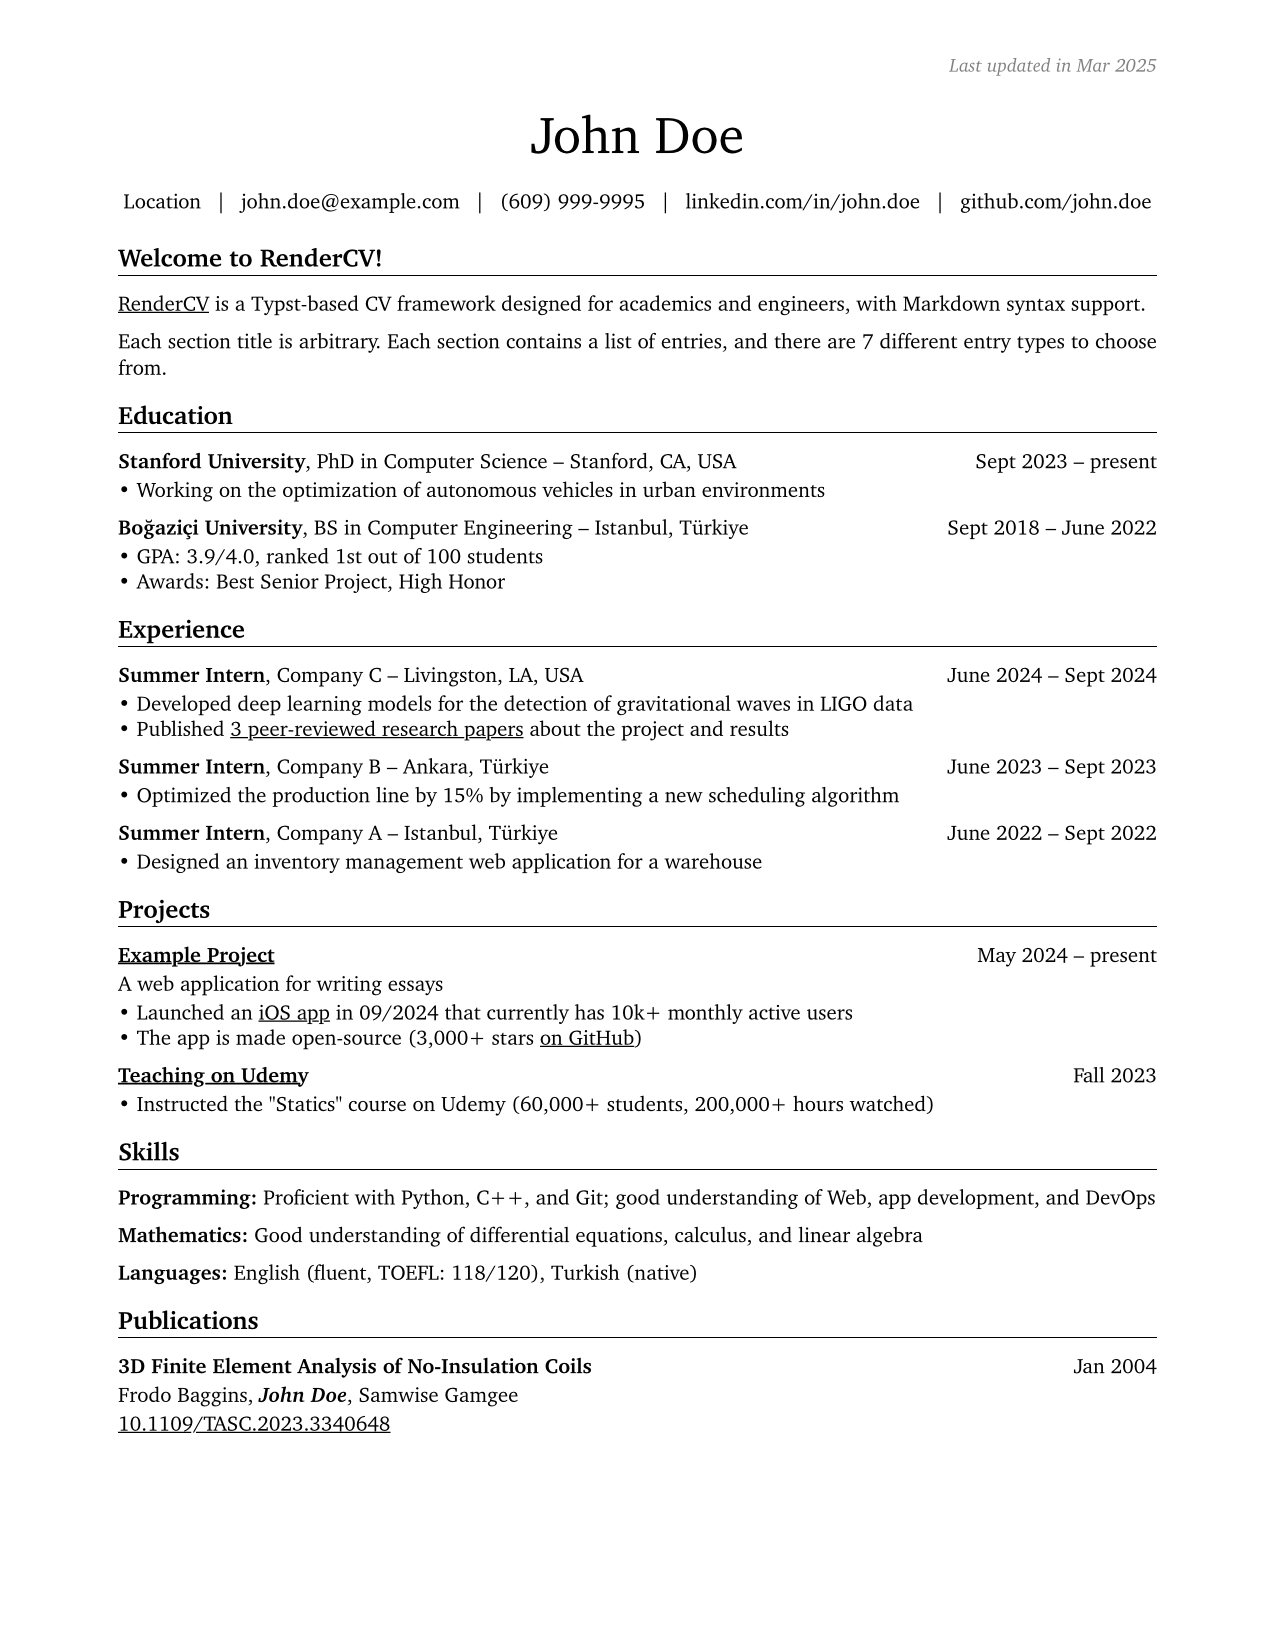 Last updated in Mar 2025
John Doe
Location | john.doe@example.com | (609) 999-9995 | linkedin.com/in/john.doe | github.com/john.doe
Welcome to RenderCV!
RenderCV is a Typst-based CV framework designed for academics and engineers, with Markdown syntax support.
Each section title is arbitrary. Each section contains a list of entries, and there are 7 different entry types to choose
from.
Education
Stanford University, PhD in Computer Science – Stanford, CA, USA Sept 2023 – present
• Working on the optimization of autonomous vehicles in urban environments
Boğaziçi University, BS in Computer Engineering – Istanbul, Türkiye Sept 2018 – June 2022
• GPA: 3.9/4.0, ranked 1st out of 100 students
• Awards: Best Senior Project, High Honor
Experience
Summer Intern, Company C – Livingston, LA, USA June 2024 – Sept 2024
• Developed deep learning models for the detection of gravitational waves in LIGO data
• Published 3 peer-reviewed research papers about the project and results
Summer Intern, Company B – Ankara, Türkiye June 2023 – Sept 2023
• Optimized the production line by 15% by implementing a new scheduling algorithm
Summer Intern, Company A – Istanbul, Türkiye June 2022 – Sept 2022
• Designed an inventory management web application for a warehouse
Projects
Example Project May 2024 – present
A web application for writing essays
• Launched an iOS app in 09/2024 that currently has 10k+ monthly active users
• The app is made open-source (3,000+ stars on GitHub)
Teaching on Udemy Fall 2023
• Instructed the "Statics" course on Udemy (60,000+ students, 200,000+ hours watched)
Skills
Programming: Proficient with Python, C++, and Git; good understanding of Web, app development, and DevOps
Mathematics: Good understanding of differential equations, calculus, and linear algebra
Languages: English (fluent, TOEFL: 118/120), Turkish (native)
Publications
3D Finite Element Analysis of No-Insulation Coils Jan 2004
Frodo Baggins, John Doe, Samwise Gamgee
10.1109/TASC.2023.3340648